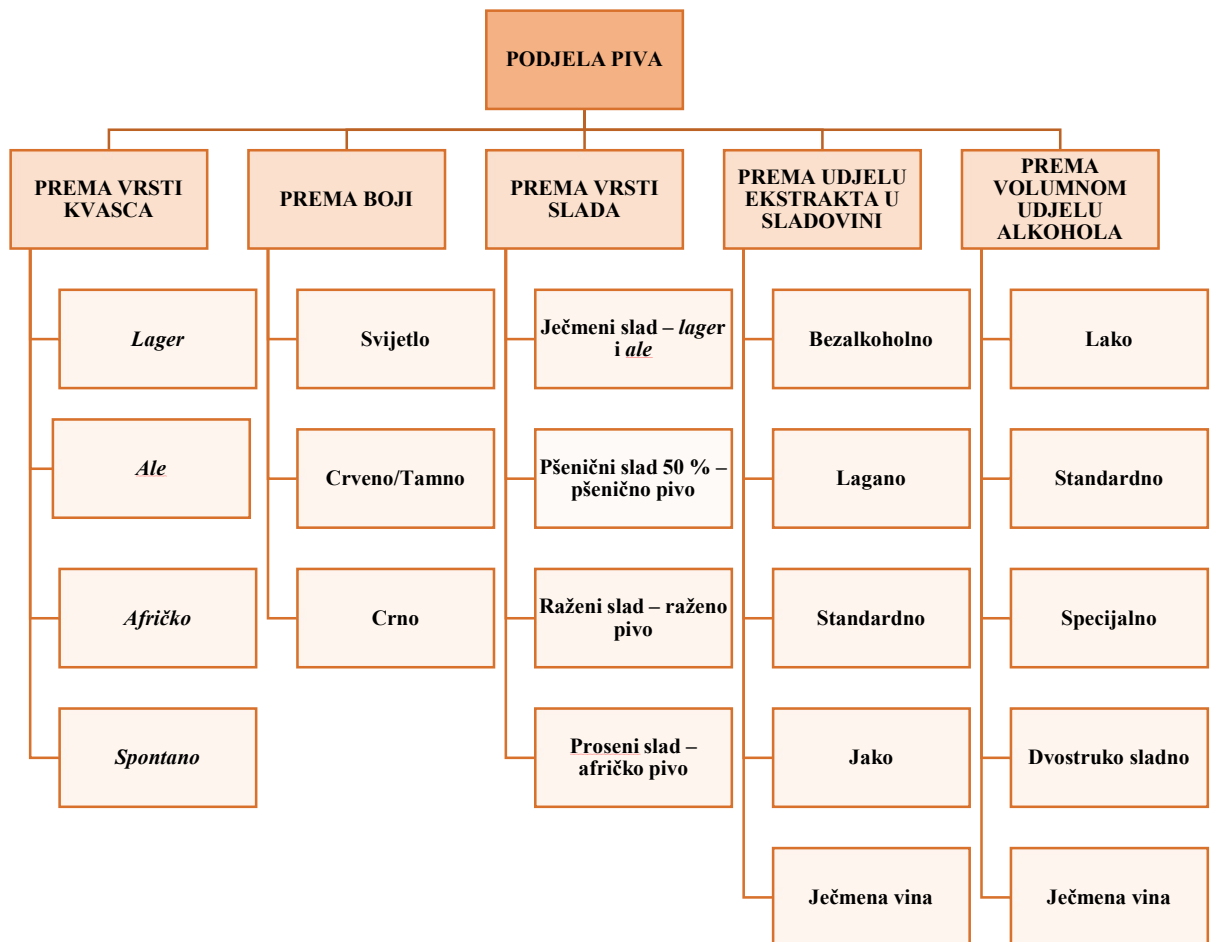 PODJELA PIVA
PREMA VRSTI
KVASCA
Lager
Ale
Afričko
Spontano
PREMA BOJI
Svijetlo
Crveno/Tamno
Crno
PREMA VRSTI
SLADA
Ječmeni slad – lager
i ale
Pšenični slad 50 % –
pšenično pivo
Raženi slad – raženo
pivo
Proseni slad –
afričko pivo
PREMA UDJELU
EKSTRAKTA U
SLADOVINI
Bezalkoholno
Lagano
Standardno
Jako
Ječmena vina
PREMA
VOLUMNOM
UDJELU
ALKOHOLA
Lako
Standardno
Specijalno
Dvostruko sladno
Ječmena vina